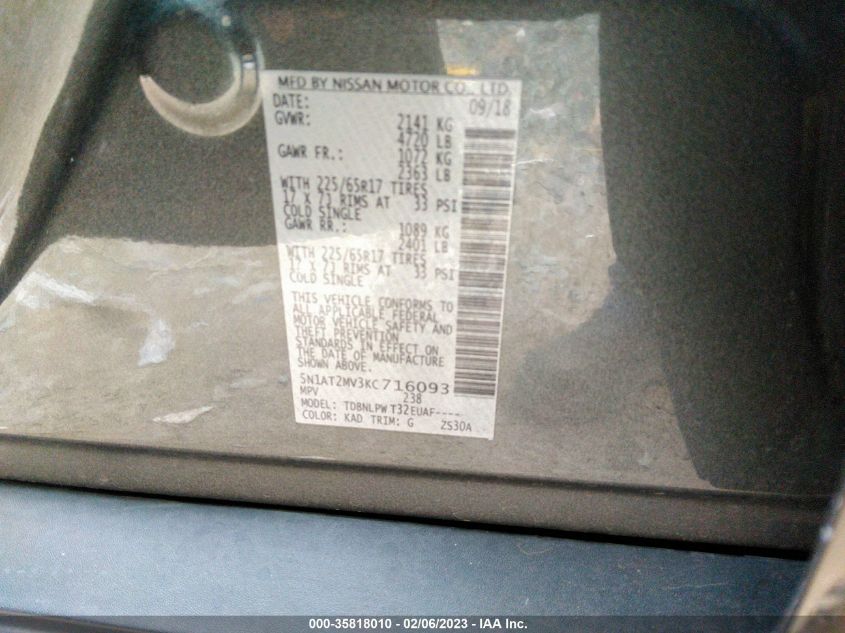 MFD BY NISSAN MOTOR CO., LTD.
DATE: 09/18
GVWR: 2141 KG
4720 LB
GAWR FR.: 1072 KG
2363 LB
WITH 225/65R17 TIRES
17 X 7J RIMS AT 33 PSI
COLD SINGLE
GAWR RR.: 1089 KG
2401 LB
WITH 225/65R17 TIRES
17 X 7J RIMS AT 33 PSI
COLD SINGLE
THIS VEHICLE CONFORMS TO
ALL APPLICABLE FEDERAL
MOTOR VEHICLE SAFETY AND
THEFT PREVENTION
STANDARDS IN EFFECT ON
THE DATE OF MANUFACTURE
SHOWN ABOVE.
5N1AT2MV3KC716093
MPV 238
MODEL: TDBNLPW T32EUAF----
COLOR: KAD TRIM: G ZS30A
000-35818010 - 02/06/2023 - IAA Inc.